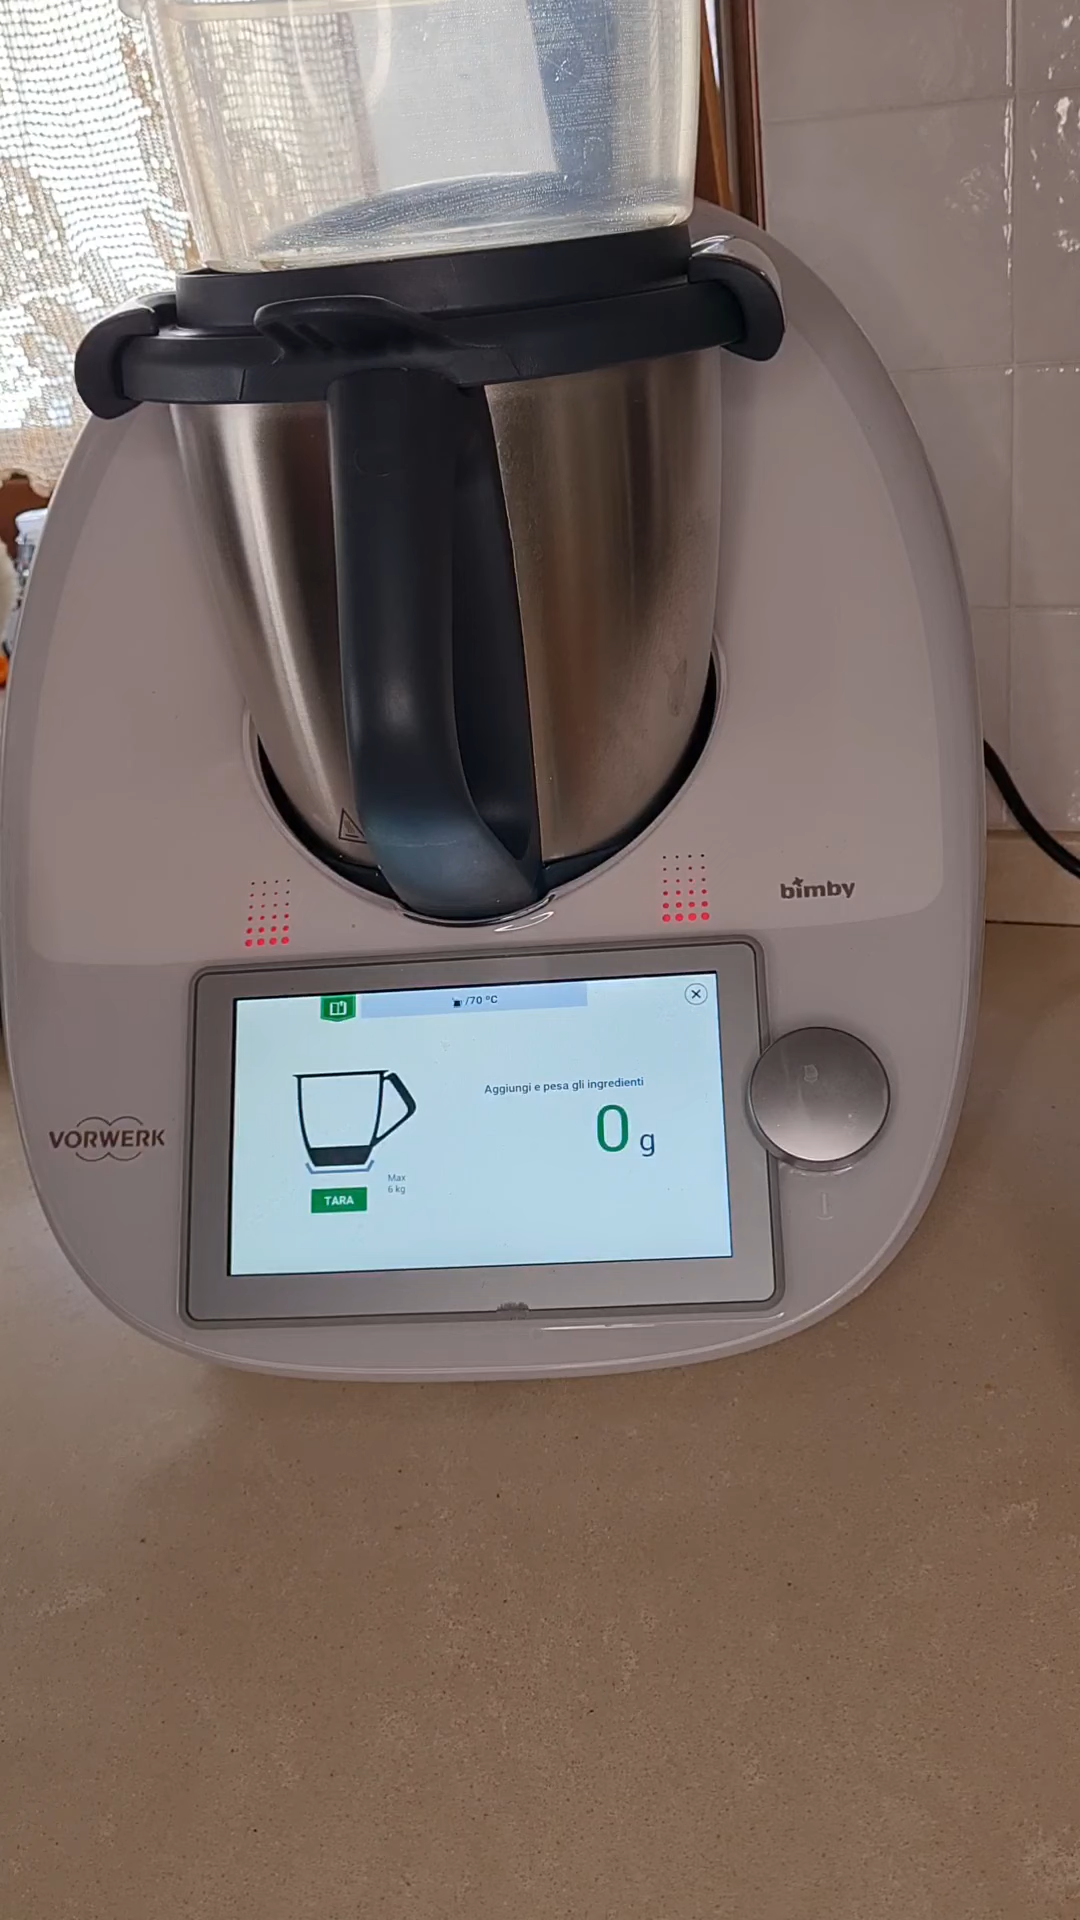 bimby
/70 °C
Aggiungi e pesa gli ingredienti
0 g
Max
6 kg
TARA
VORWERK